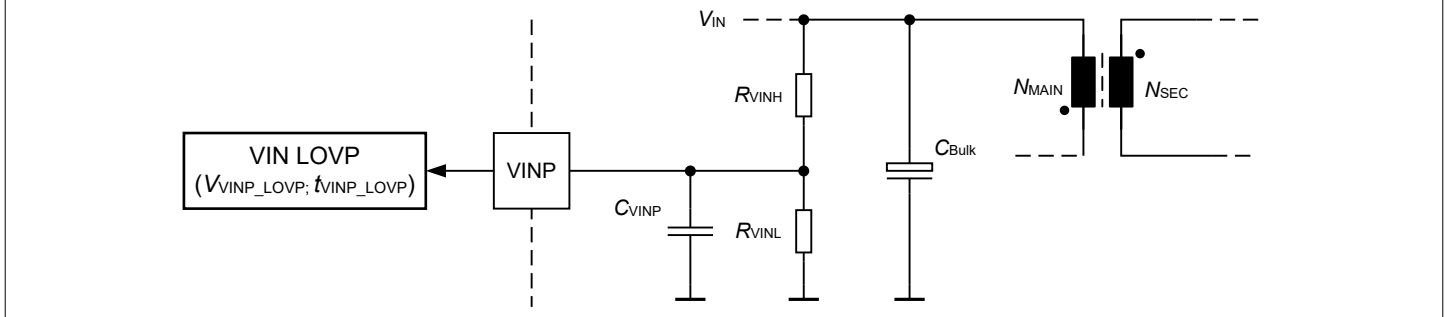 VIN
RVINH
NMAIN
NSEC
VIN LOVP
(VVINP_LOVP; tVINP_LOVP)
VINP
CBulk
CVINP
RVINL